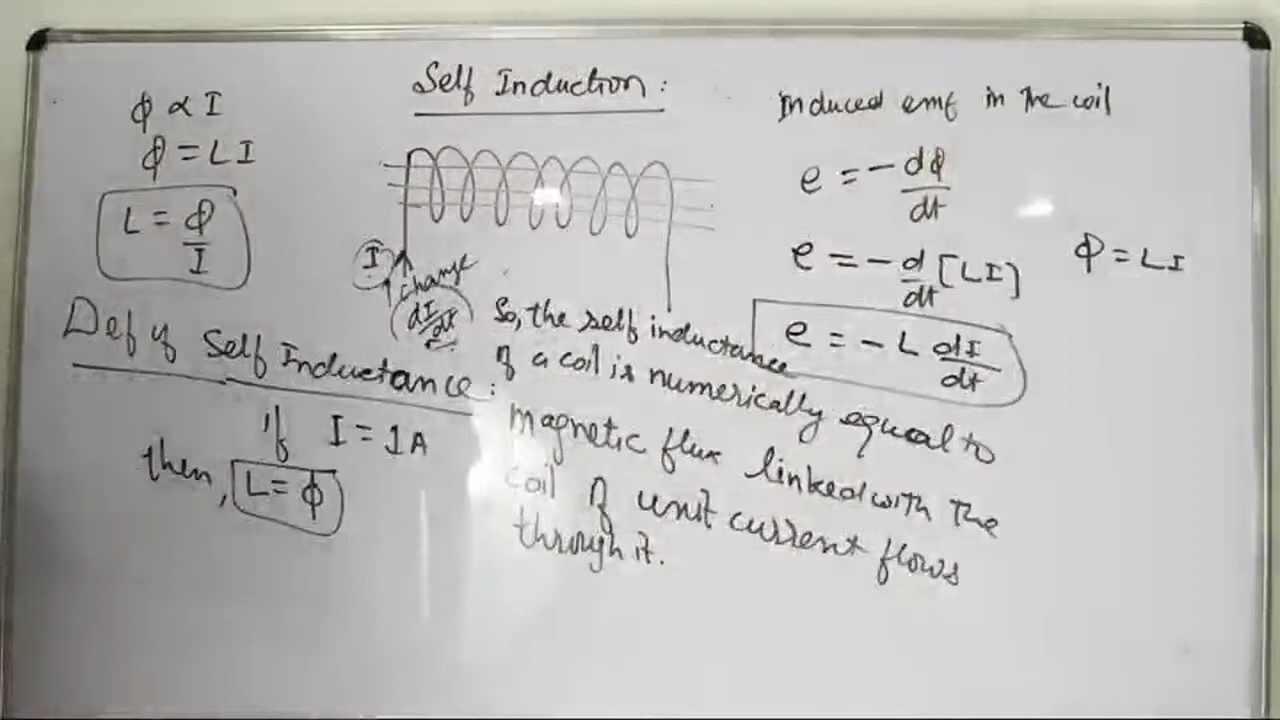 Self Induction:
φ ∝ I
φ = LI
L = φ/I
I
change
dI/dt
Induced emf in the coil
e = -dφ/dt
e = -d/dt [LI]
φ = LI
e = -L dI/dt
Def of Self Inductance:
if I = 1A
then, L = φ
So, the self inductance
of a coil is numerically equal to
magnetic flux linked with the
coil if unit current flows
through it.